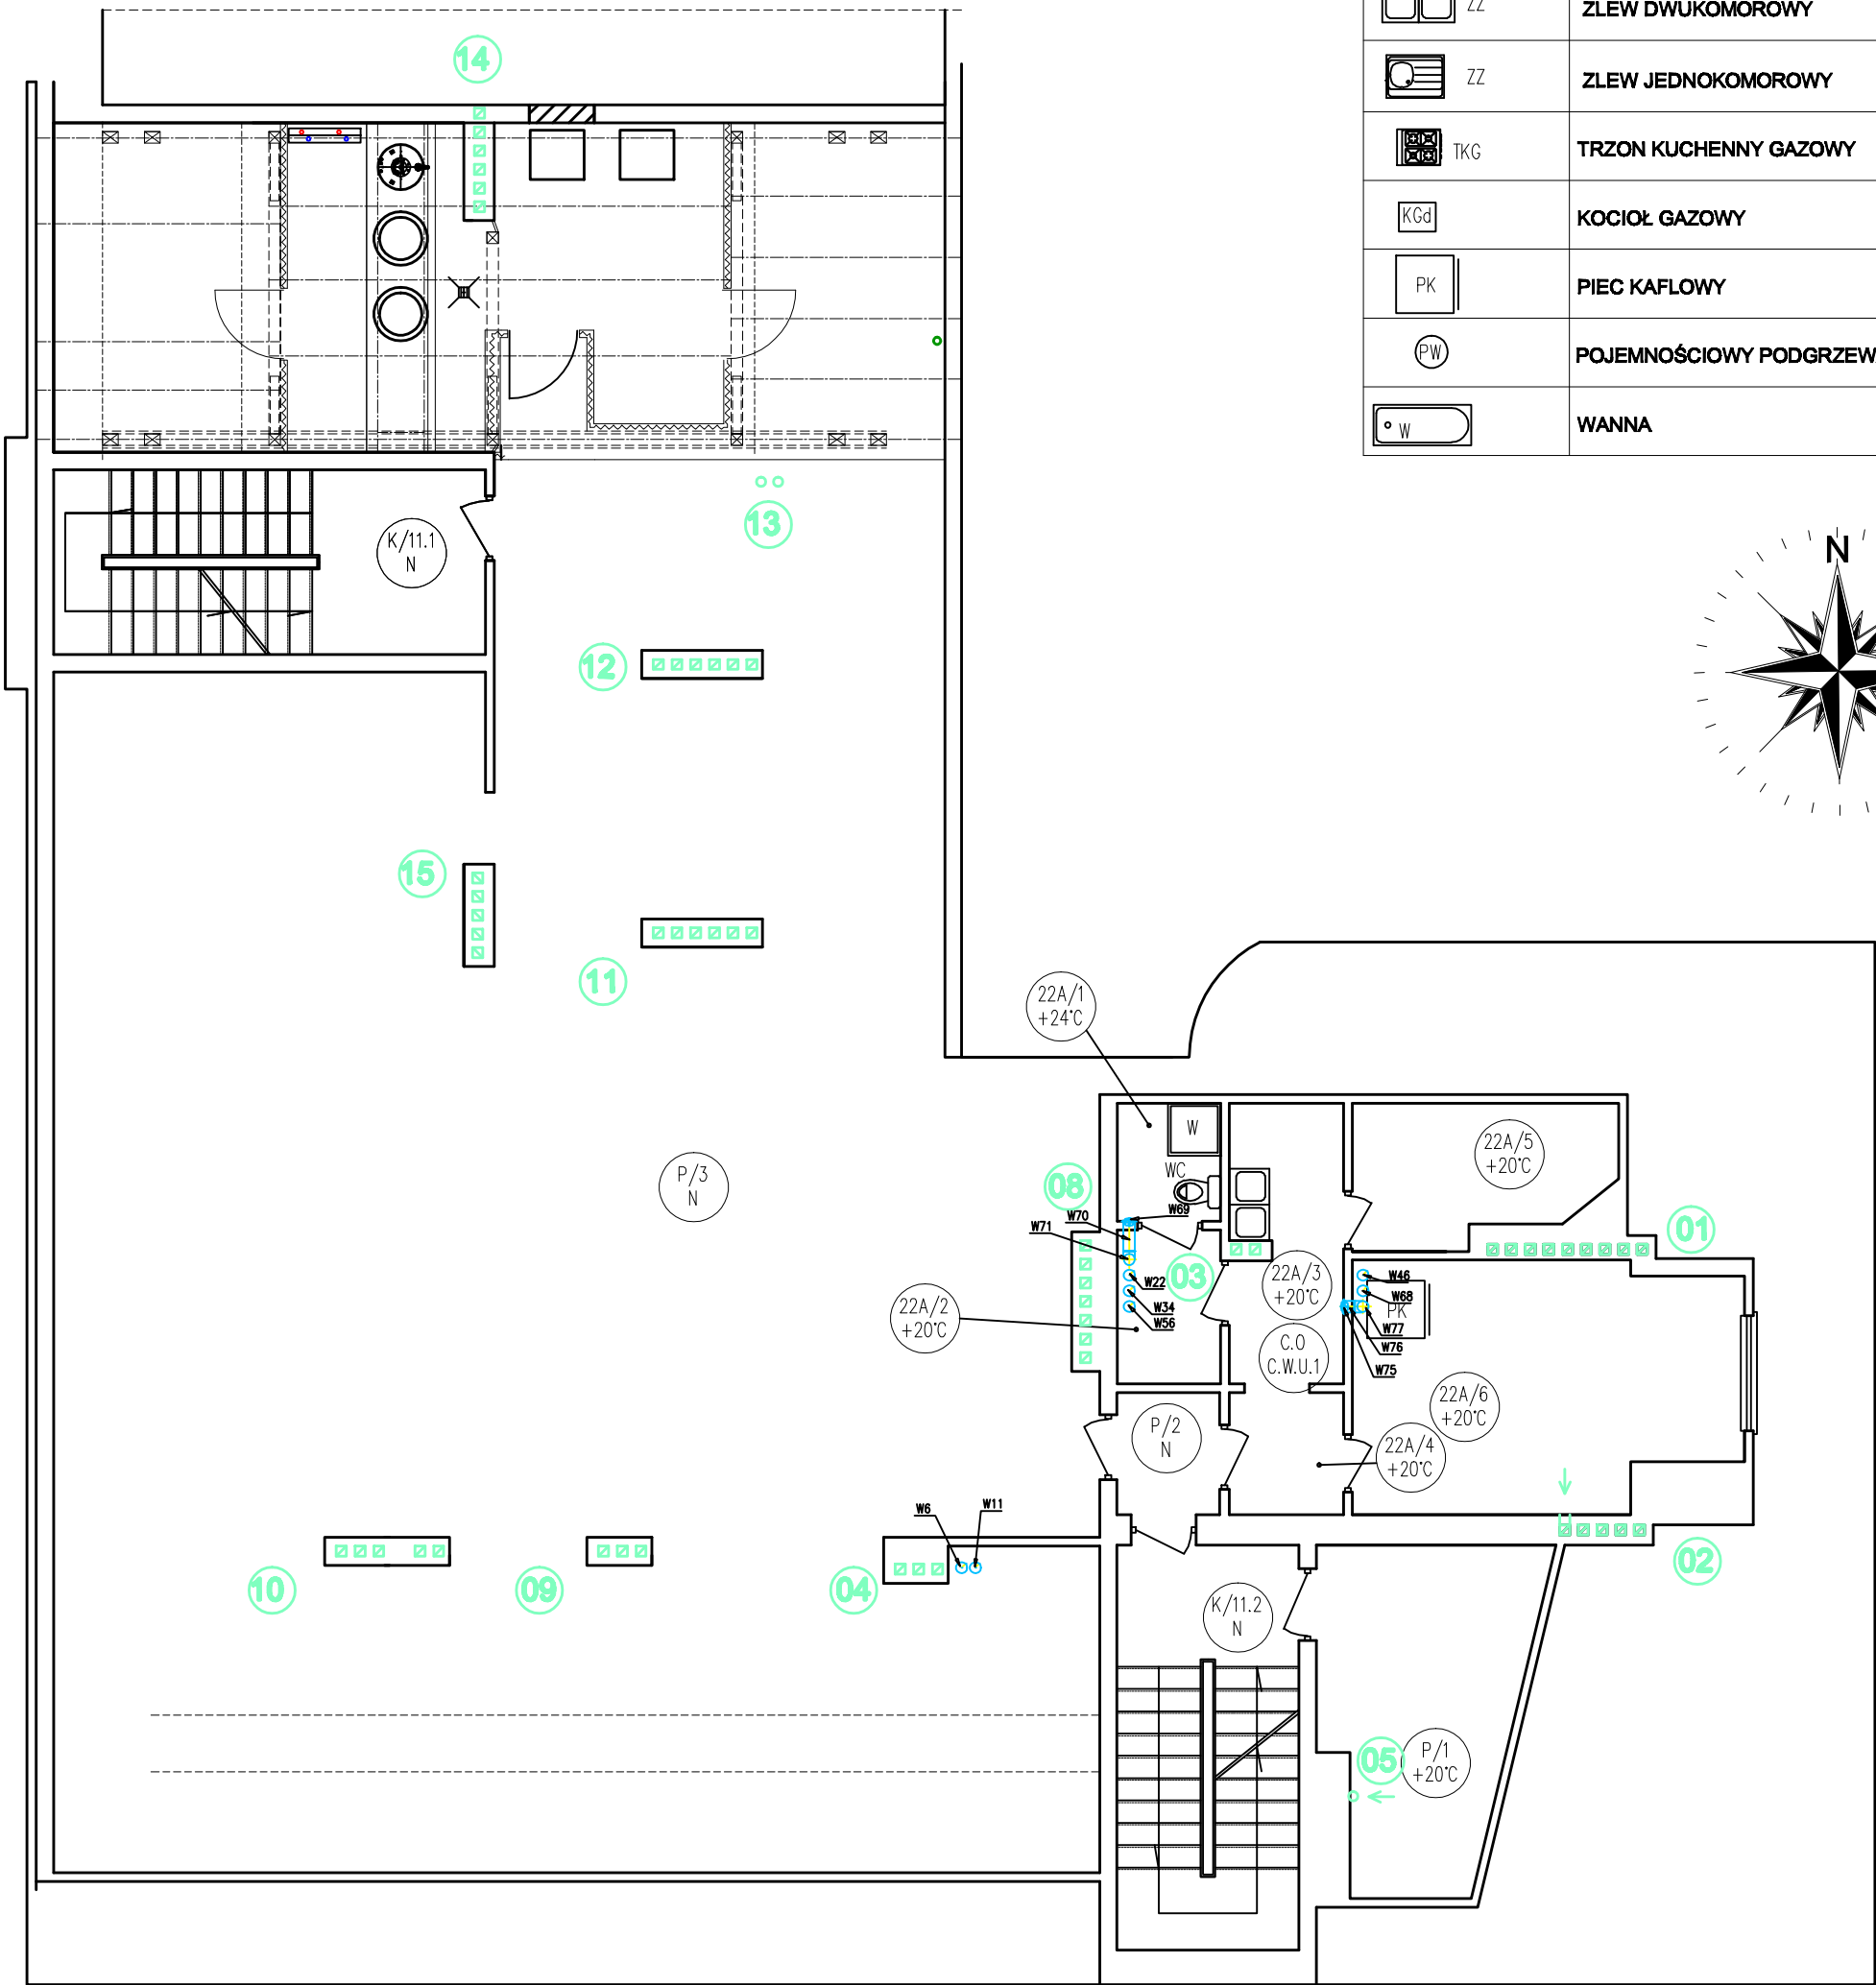 ZZ ZLEW DWUKOMOROWY
ZZ ZLEW JEDNOKOMOROWY
TKG TRZON KUCHENNY GAZOWY
KGd KOCIOŁ GAZOWY
PK PIEC KAFLOWY
PW POJEMNOŚCIOWY PODGRZEW
W WANNA
N
14
13
K/11.1
N
12
15
11
22A/1
+24°C
P/3
N
08
W
WC
22A/5
+20°C
W69
W70
W71
01
03
22A/3
+20°C
W22
W34
W56
22A/2
+20°C
W46
W68
PK
W77
W76
W75
C.O
C.W.U.1
22A/6
+20°C
P/2
N
22A/4
+20°C
W6
W11
10
09
04
02
K/11.2
N
05
P/1
+20°C